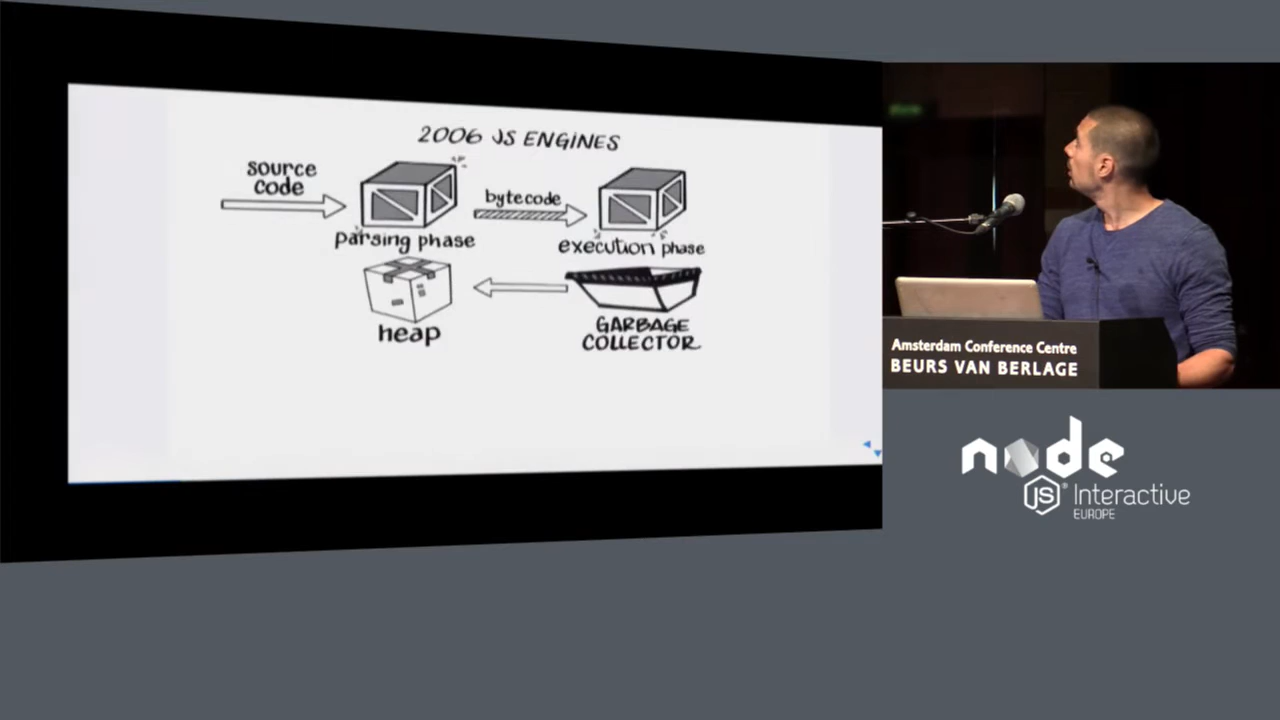 2006 JS ENGINES
source
code
bytecode
parsing phase
execution phase
heap
GARBAGE
COLLECTOR
Amsterdam Conference Centre
BEURS VAN BERLAGE
node
JS® Interactive
EUROPE